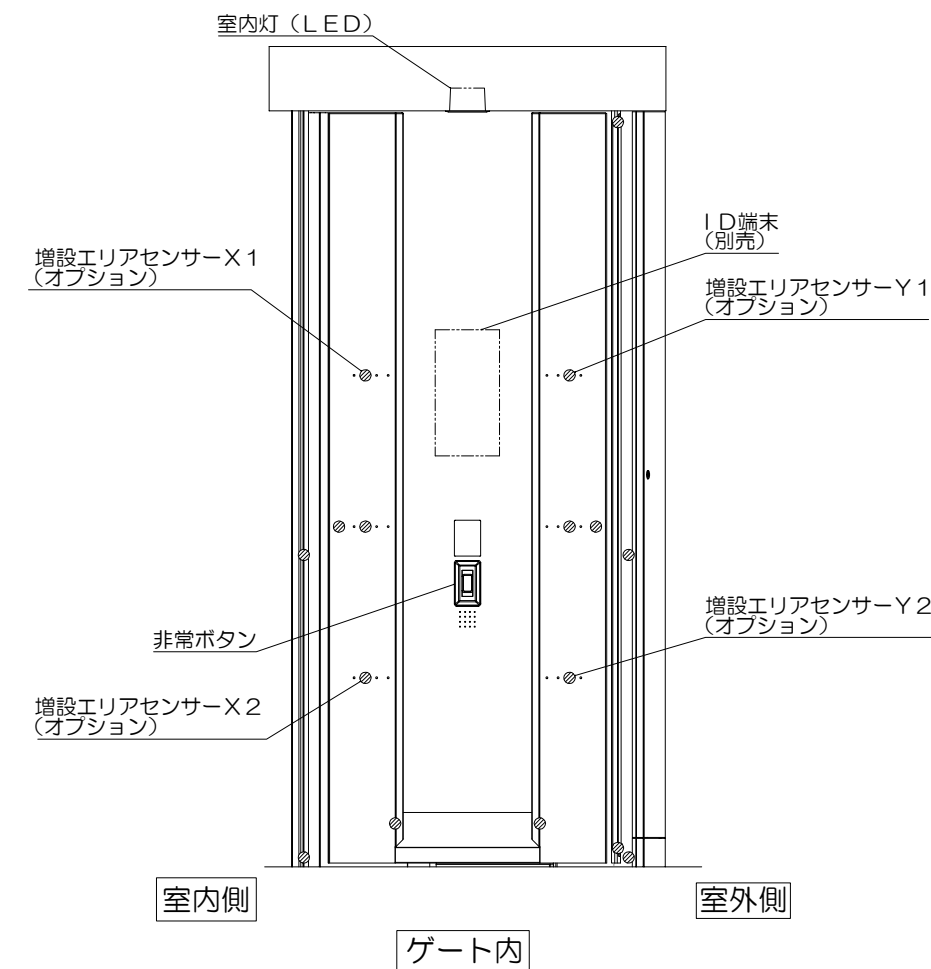 室内灯（ＬＥＤ）
ＩＤ端末
（別売）
増設エリアセンサーＸ１
（オプション）
増設エリアセンサーＹ１
（オプション）
増設エリアセンサーＹ２
（オプション）
非常ボタン
増設エリアセンサーＸ２
（オプション）
室内側
室外側
ゲート内